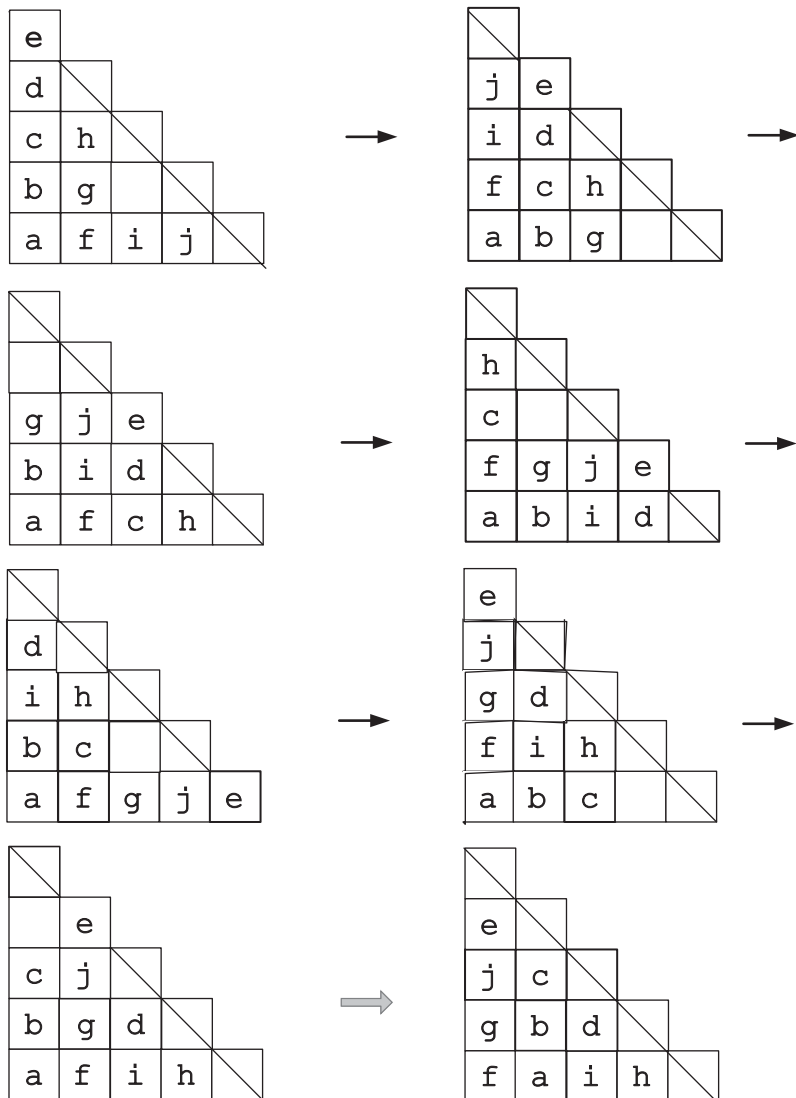 e
d
c h
b g
a f i j
j e
i d
f c h
a b g
g j e
b i d
a f c h
h
c
f g j e
a b i d
d
i h
b c
a f g j e
e
j
g d
f i h
a b c
e
c j
b g d
a f i h
e
j c
g b d
f a i h